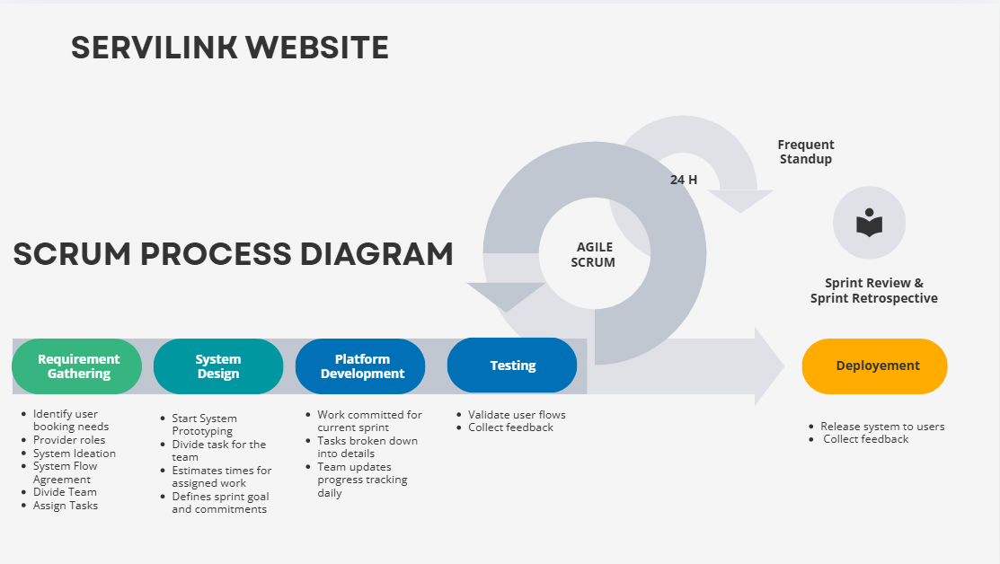 SERVILINK WEBSITE
Frequent
Standup
24 H
SCRUM PROCESS DIAGRAM
AGILE
SCRUM
Sprint Review &
Sprint Retrospective
Requirement
Gathering
System
Design
Platform
Development
Testing
Deployement
• Identify user
booking needs
• Provider roles
• System Ideation
• System Flow
Agreement
• Divide Team
• Assign Tasks
• Start System
Prototyping
• Divide task for the
team
• Estimates times for
assigned work
• Defines sprint goal
and commitments
• Work committed for
current sprint
• Tasks broken down
into details
• Team updates
progress tracking
daily
• Validate user flows
• Collect feedback
• Release system to users
• Collect feedback